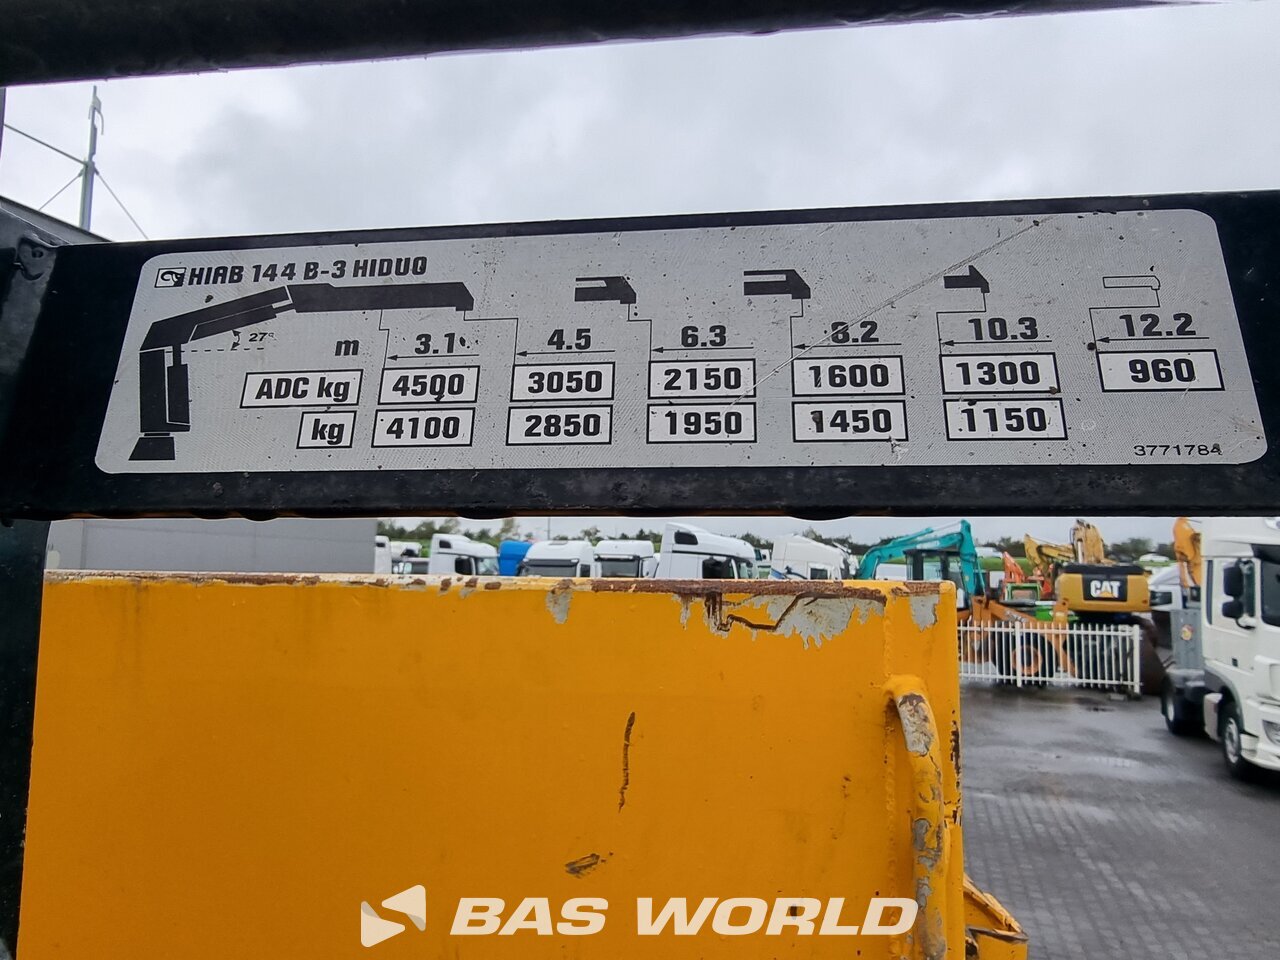 HIAB 144 B-3 HIDUO
27°
m 3.1 4.5 6.3 8.2 10.3 12.2
ADC kg 4500 3050 2150 1600 1300 960
kg 4100 2850 1950 1450 1150
3771784
CAT
BAS WORLD